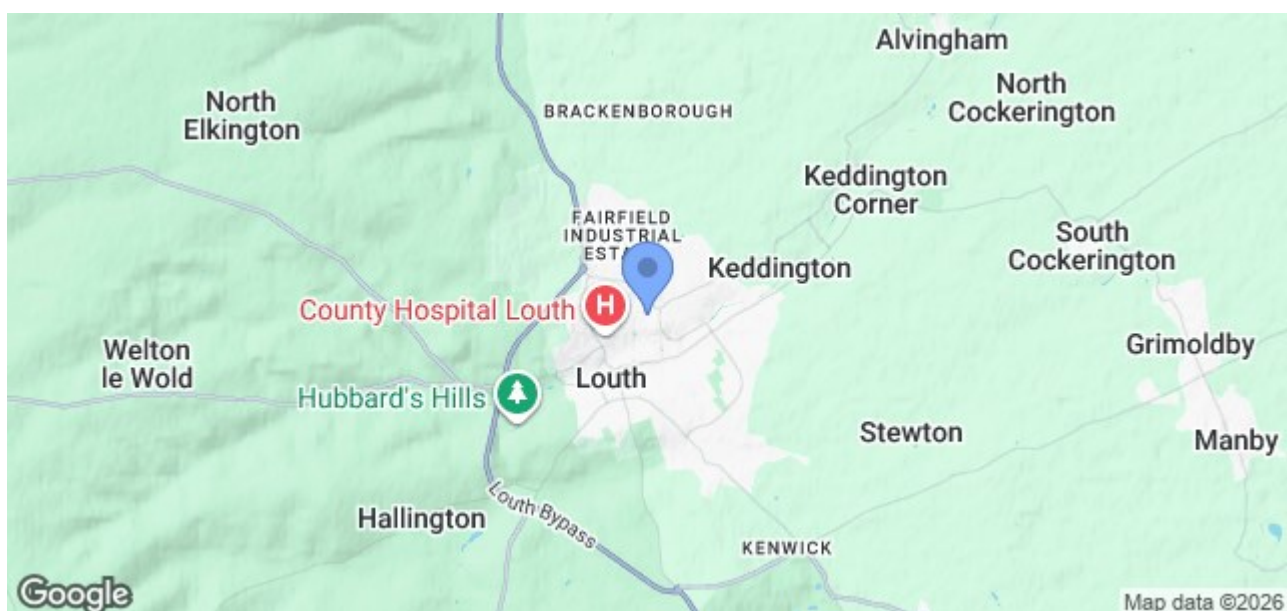 Alvingham
North
Elkington
BRACKENBOROUGH
North
Cockerington
Keddington
Corner
FAIRFIELD
INDUSTRIAL
South
Cockerington
Keddington
County Hospital Louth
H
Welton
le Wold
Grimoldby
Louth
Hubbard's Hills
Stewton
Manby
Hallington
Louth Bypass
KENWICK
Google
Map data ©2026